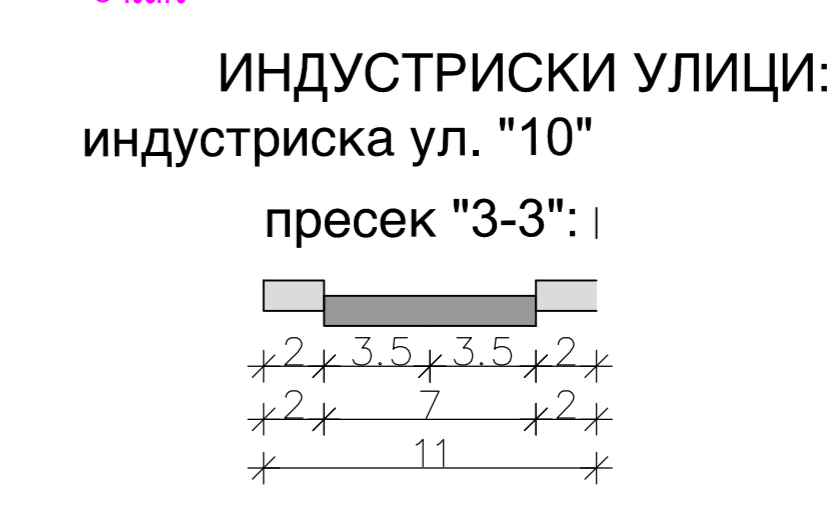 ИНДУСТРИСКИ УЛИЦИ:
индустриска ул. "10"
пресек "3-3":
2 3.5 3.5 2
2 7 2
11